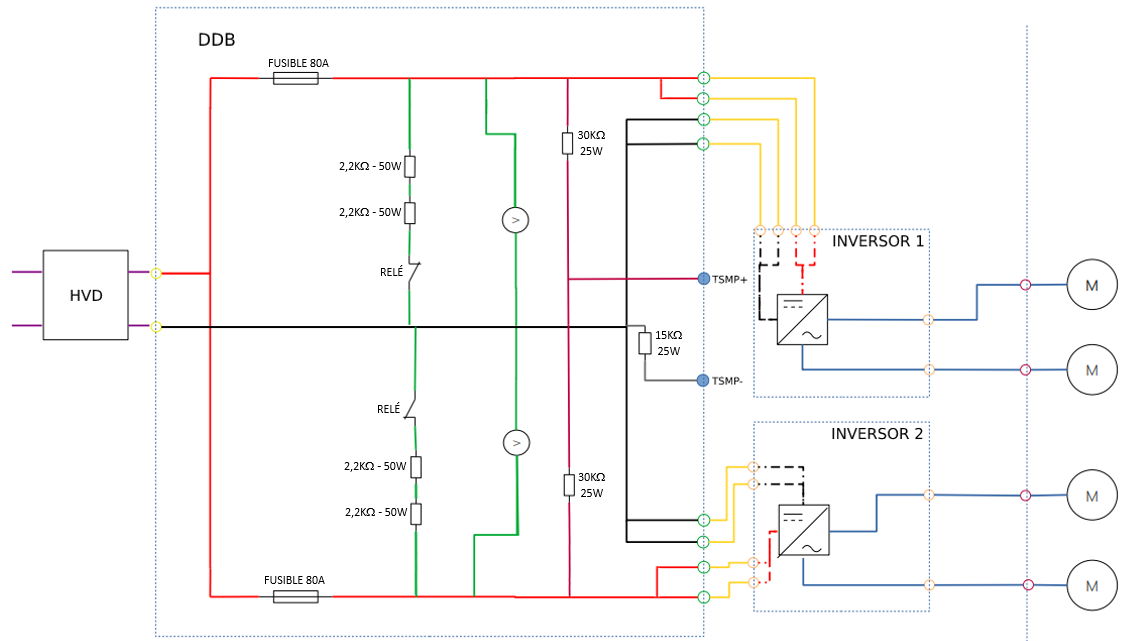 DDB
FUSIBLE 80A
30KΩ
25W
2,2KΩ - 50W
2,2KΩ - 50W
V
INVERSOR 1
RELÉ
TSMP+
HVD
M
15KΩ
25W
M
TSMP-
RELÉ
INVERSOR 2
V
2,2KΩ - 50W
30KΩ
25W
2,2KΩ - 50W
M
FUSIBLE 80A
M